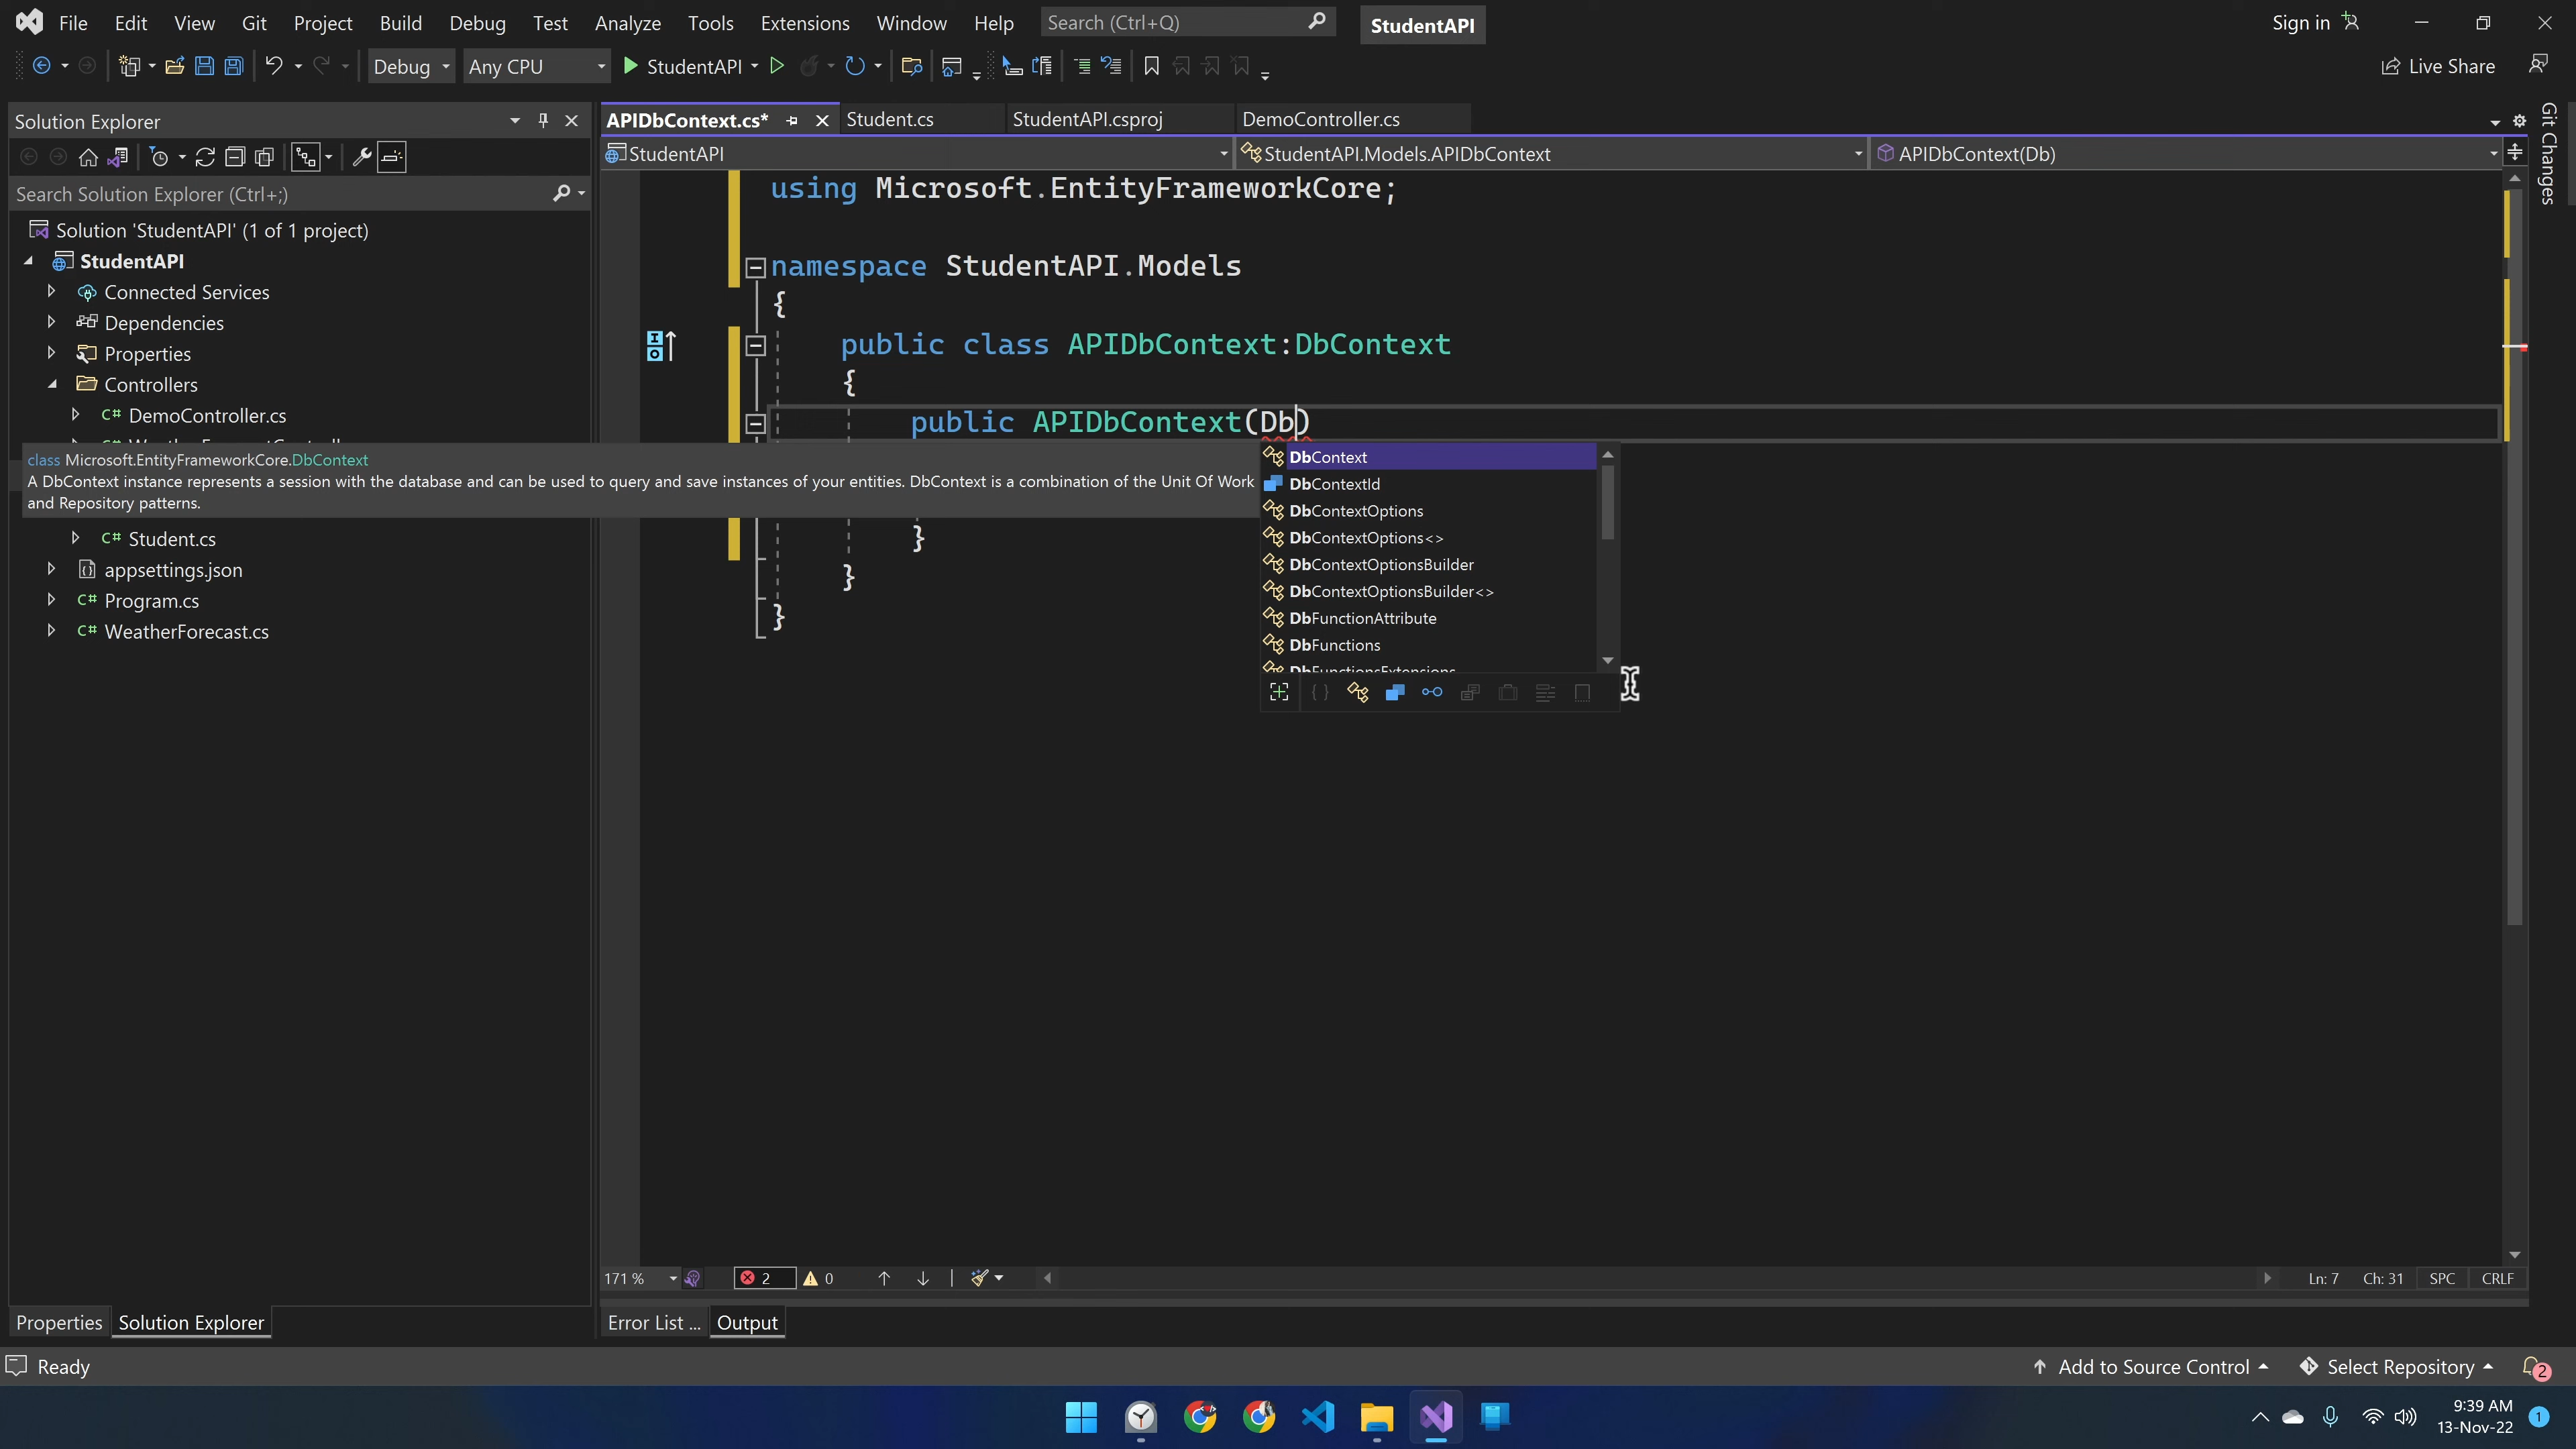 File Edit View Git Project Build Debug Test Analyze Tools Extensions Window Help Search (Ctrl+Q) StudentAPI Sign in
Debug Any CPU StudentAPI Live Share
Solution Explorer
Search Solution Explorer (Ctrl+;)
Solution 'StudentAPI' (1 of 1 project)
StudentAPI
Connected Services
Dependencies
Properties
Controllers
C# DemoController.cs
class Microsoft.EntityFrameworkCore.DbContext
A DbContext instance represents a session with the database and can be used to query and save instances of your entities. DbContext is a combination of the Unit Of Work
and Repository patterns.
C# Student.cs
appsettings.json
C# Program.cs
C# WeatherForecast.cs
Properties Solution Explorer
APIDbContext.cs* Student.cs StudentAPI.csproj DemoController.cs
StudentAPI StudentAPI.Models.APIDbContext APIDbContext(Db)
using Microsoft.EntityFrameworkCore;
namespace StudentAPI.Models
{
public class APIDbContext:DbContext
{
public APIDbContext(Db)
DbContext
DbContextId
DbContextOptions
DbContextOptions<>
DbContextOptionsBuilder
DbContextOptionsBuilder<>
DbFunctionAttribute
DbFunctions
DbFunctionsExtensions
}
}
}
171 % 2 0 Ln: 7 Ch: 31 SPC CRLF
Error List ... Output
Git Changes
Ready Add to Source Control Select Repository 2
9:39 AM
13-Nov-22 1